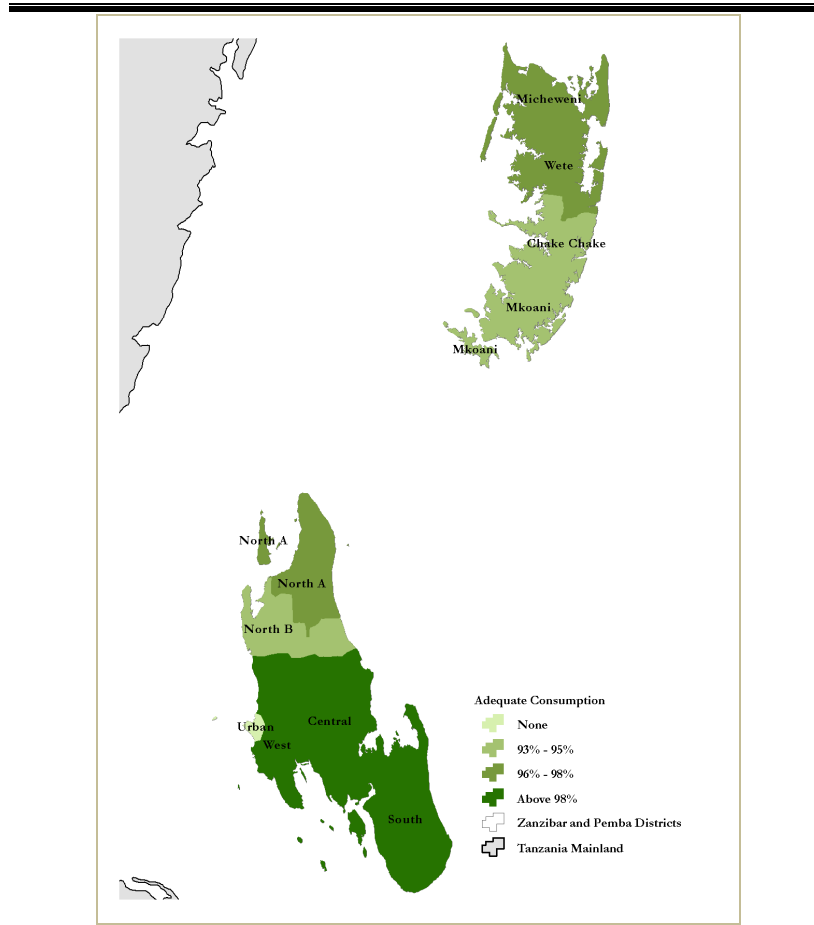 Micheweni
Wete
Chake Chake
Mkoani
Mkoani
North A
North A
North B
Urban
Central
West
South
Adequate Consumption
None
93% - 95%
96% - 98%
Above 98%
Zanzibar and Pemba Districts
Tanzania Mainland